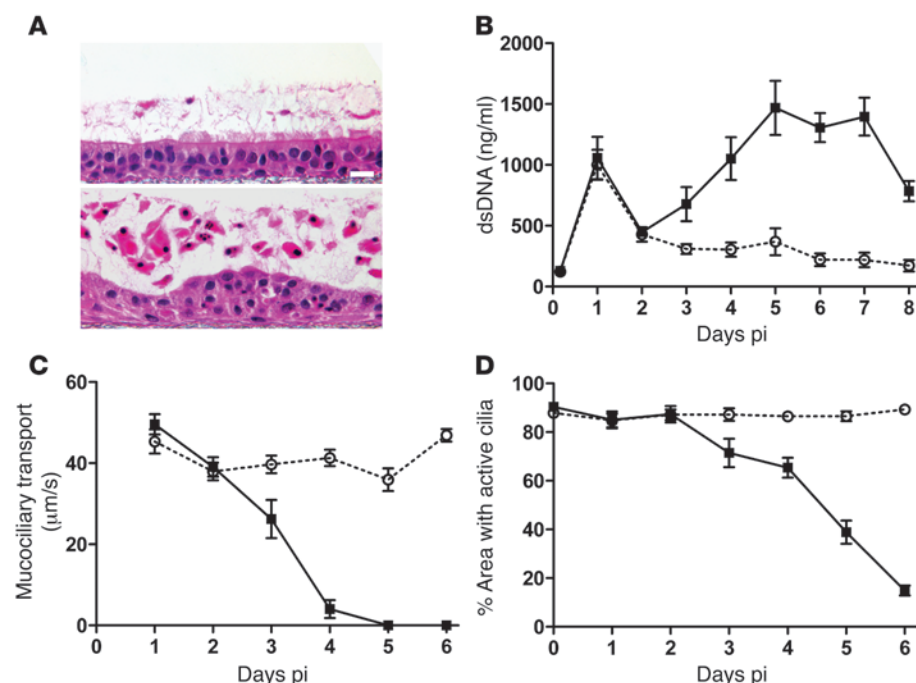 A
B
2000
1500
1000
500
0
dsDNA (ng/ml)
0 1 2 3 4 5 6 7 8
Days pi
C
60
40
20
0
Mucociliary transport
(μm/s)
0 1 2 3 4 5 6
Days pi
D
100
80
60
40
20
0
% Area with active cilia
0 1 2 3 4 5 6
Days pi